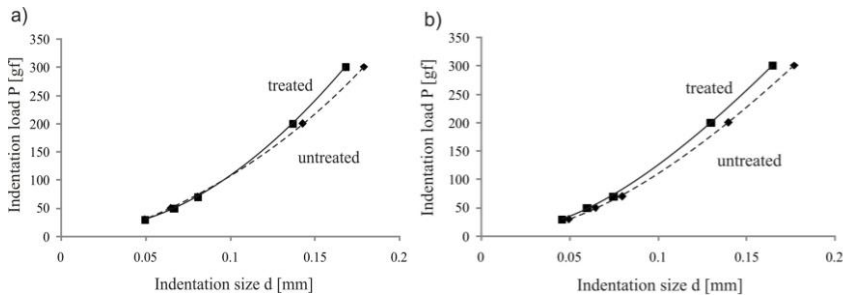 a)
Indentation load P [gf]
350
300
250
200
150
100
50
0
treated
untreated
0 0.05 0.1 0.15 0.2
Indentation size d [mm]
b)
Indentation load P [gf]
350
300
250
200
150
100
50
0
treated
untreated
0 0.05 0.1 0.15 0.2
Indentation size d [mm]